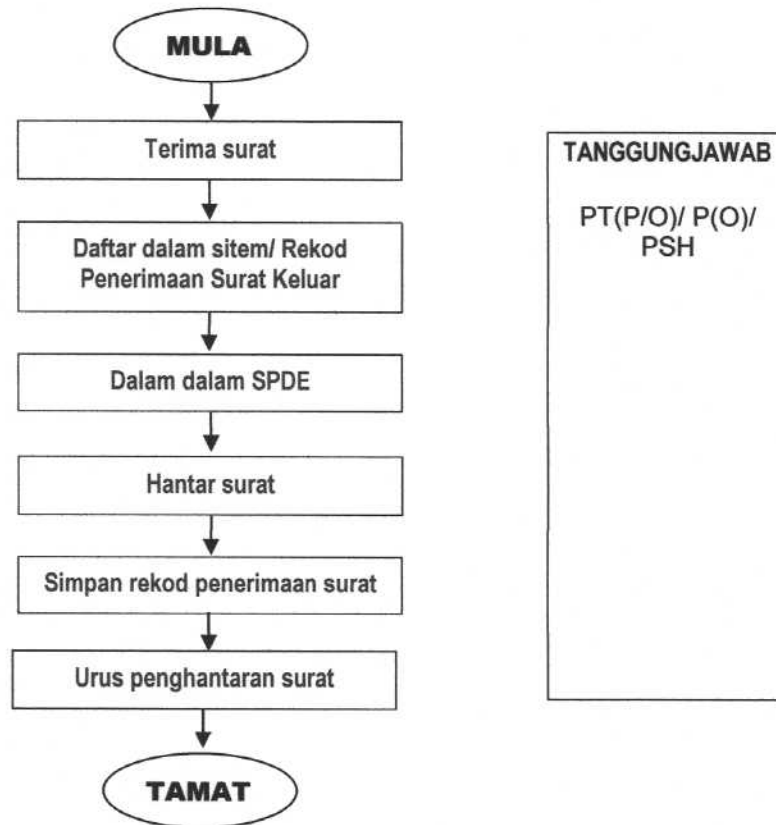 MULA
Terima surat
Daftar dalam sitem/ Rekod
Penerimaan Surat Keluar
Dalam dalam SPDE
Hantar surat
Simpan rekod penerimaan surat
Urus penghantaran surat
TAMAT
TANGGUNGJAWAB
PT(P/O)/ P(O)/
PSH